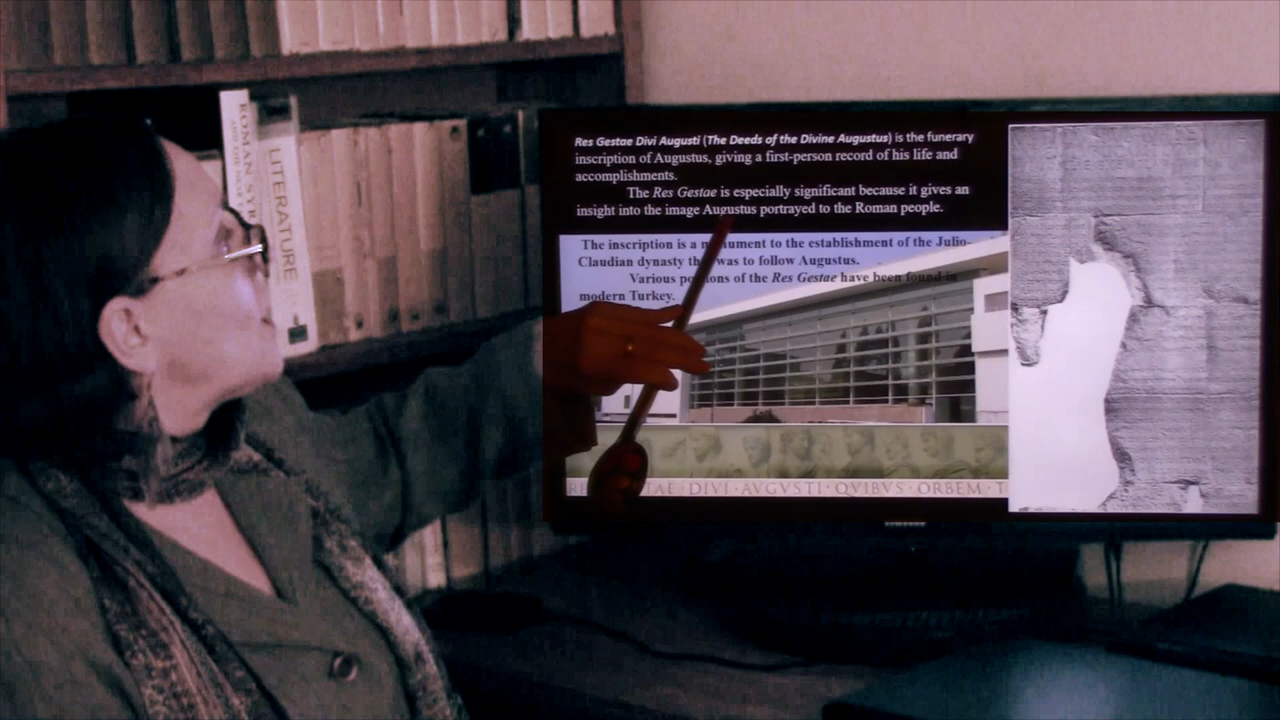 ROMAN
LITERATURE
Res Gestae Divi Augusti (The Deeds of the Divine Augustus) is the funerary
inscription of Augustus, giving a first-person record of his life and
accomplishments.
The Res Gestae is especially significant because it gives an
insight into the image Augustus portrayed to the Roman people.
The inscription is a monument to the establishment of the Julio-
Claudian dynasty that was to follow Augustus.
Various portions of the Res Gestae have been found in
modern Turkey.
DIVI·AVGVSTI·QVIBVS·ORBEM·T
SAMSUNG